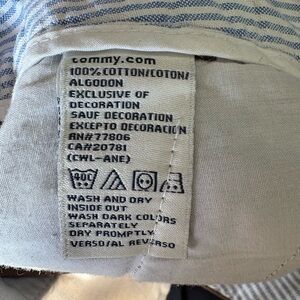 tommy.com
100% COTTON/COTON/
ALGODON
EXCLUSIVE OF
DECORATION
SAUF DECORATION
EXCEPTO DECORACION
RN#77806
CA#20781
(CWL-ANE)
40C
WASH AND DRY
INSIDE OUT
WASH DARK COLORS
SEPARATELY
DRY PROMPTLY
VERSO/AL REVERSO